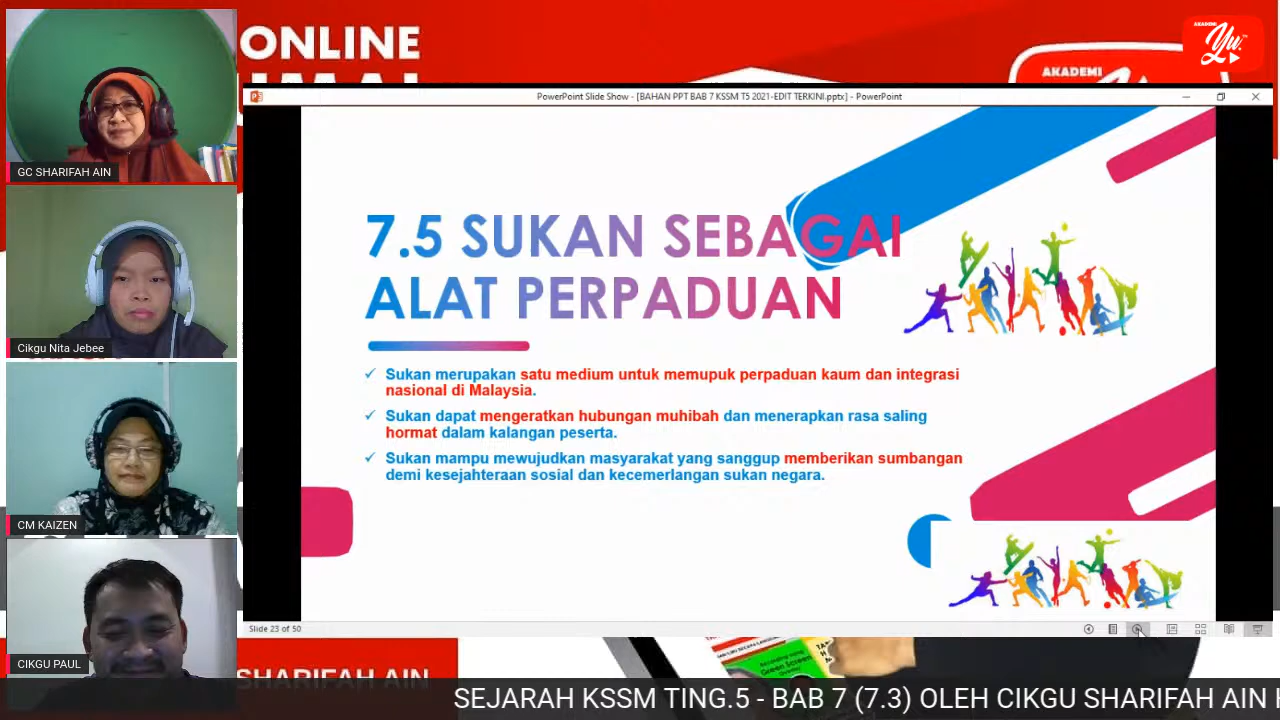 ONLINE
AKADEMI
YU
AKADEMI
PowerPoint Slide Show - [BAHAN PPT BAB 7 KSSM T5 2021-EDIT TERKINI.pptx] - PowerPoint
GC SHARIFAH AIN
7.5 SUKAN SEBAGAI
ALAT PERPADUAN
Cikgu Nita Jebee
Sukan merupakan satu medium untuk memupuk perpaduan kaum dan integrasi
nasional di Malaysia.
Sukan dapat mengeratkan hubungan muhibah dan menerapkan rasa saling
hormat dalam kalangan peserta.
Sukan mampu mewujudkan masyarakat yang sanggup memberikan sumbangan
demi kesejahteraan sosial dan kecemerlangan sukan negara.
CM KAIZEN
Slide 23 of 50
CIKGU PAUL
Green Screen
SHARIFAH AIN
SEJARAH KSSM TING.5 - BAB 7 (7.3) OLEH CIKGU SHARIFAH AIN